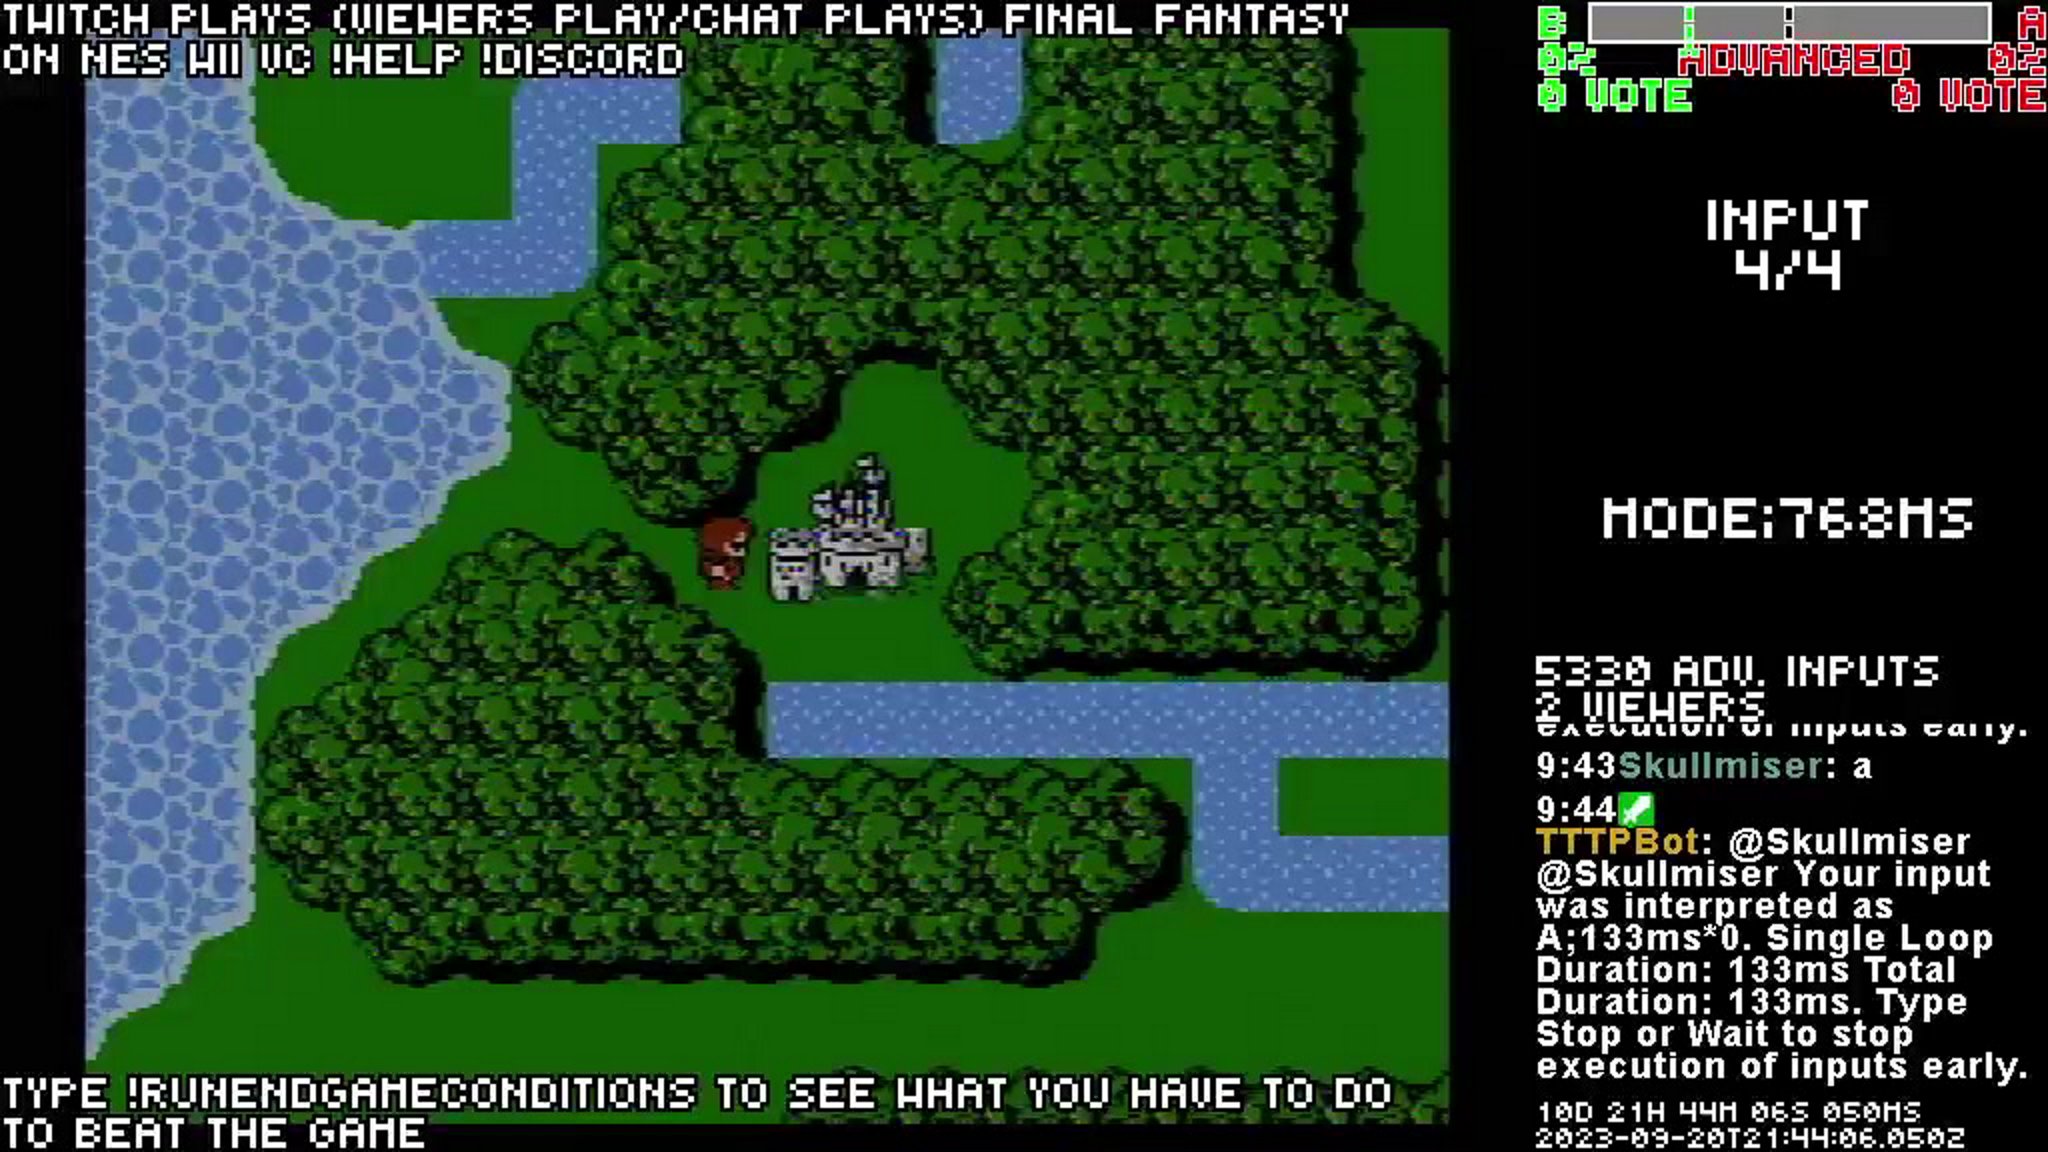 TWITCH PLAYS (VIEWERS PLAY/CHAT PLAYS) FINAL FANTASY
ON NES WII VC !HELP !DISCORD
B A
0% ADVANCED 0%
0 VOTE 0 VOTE
INPUT
4/4
MODE;768MS
5330 ADV. INPUTS
2 VIEWERS
execution of inputs early.
9:43Skullmiser: a
9:44
TTTPBot: @Skullmiser
@Skullmiser Your input
was interpreted as
A;133ms*0. Single Loop
Duration: 133ms Total
Duration: 133ms. Type
Stop or Wait to stop
execution of inputs early.
TYPE !RUNENDGAMECONDITIONS TO SEE WHAT YOU HAVE TO DO
TO BEAT THE GAME
10D 21H 44M 06S 050MS
2023-09-20T21:44:06.050Z